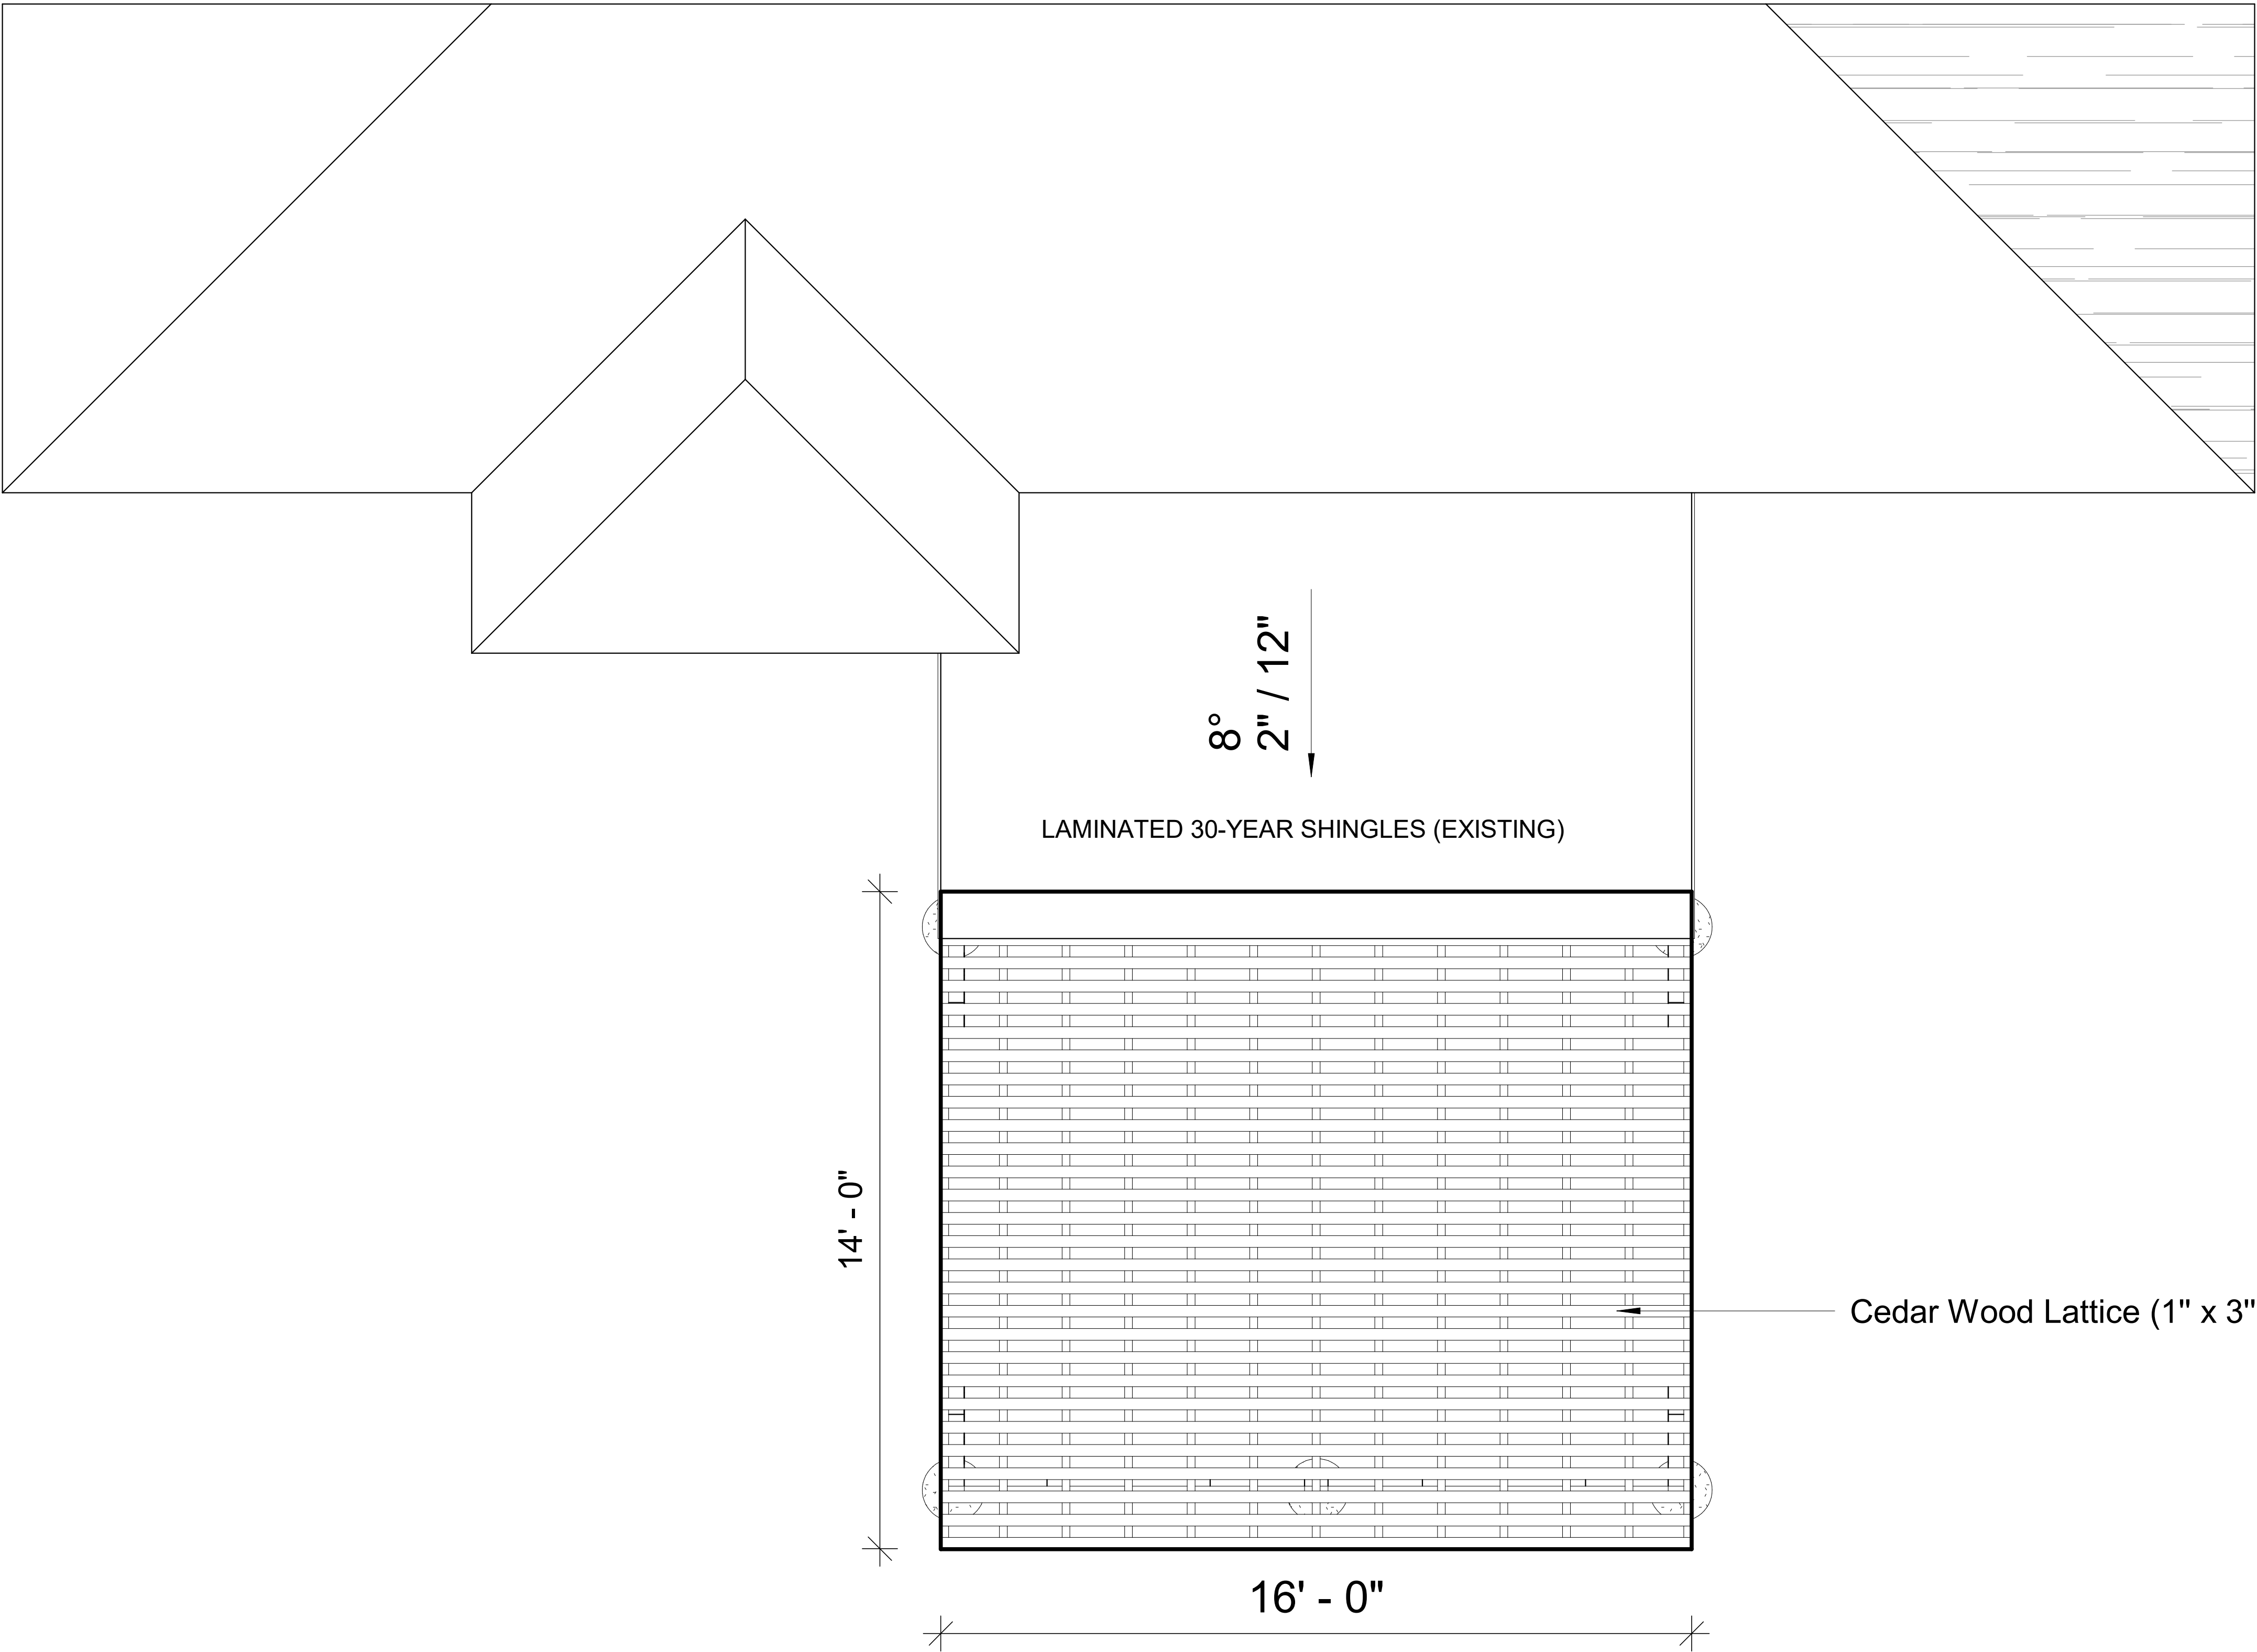 8°
2" / 12"
LAMINATED 30-YEAR SHINGLES (EXISTING)
14' - 0"
Cedar Wood Lattice (1" x 3"
16' - 0"